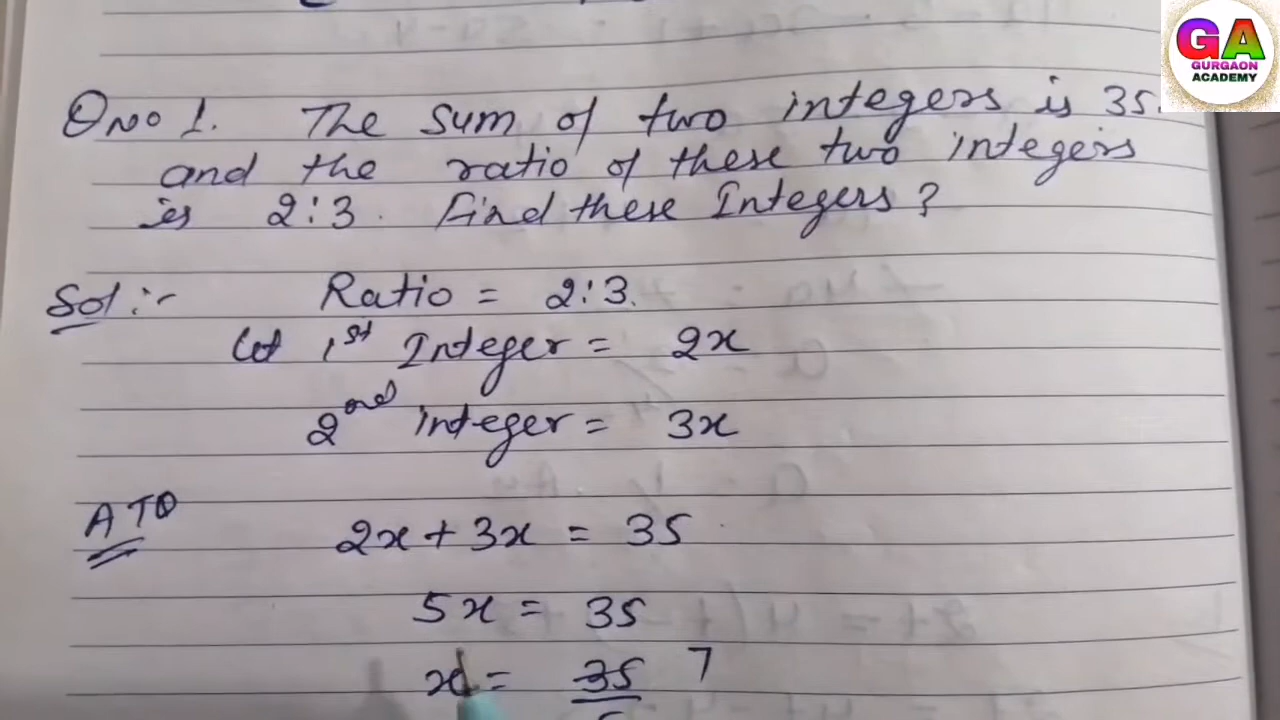 GA
GURGAON
ACADEMY
Q No 1. The Sum of two integers is 35.
and the ratio of these two integers
is 2:3. Find these Integers?
Sol:- Ratio = 2:3.
Let 1st Integer = 2x
2nd integer = 3x
ATQ 2x + 3x = 35
5x = 35
x = 35 7